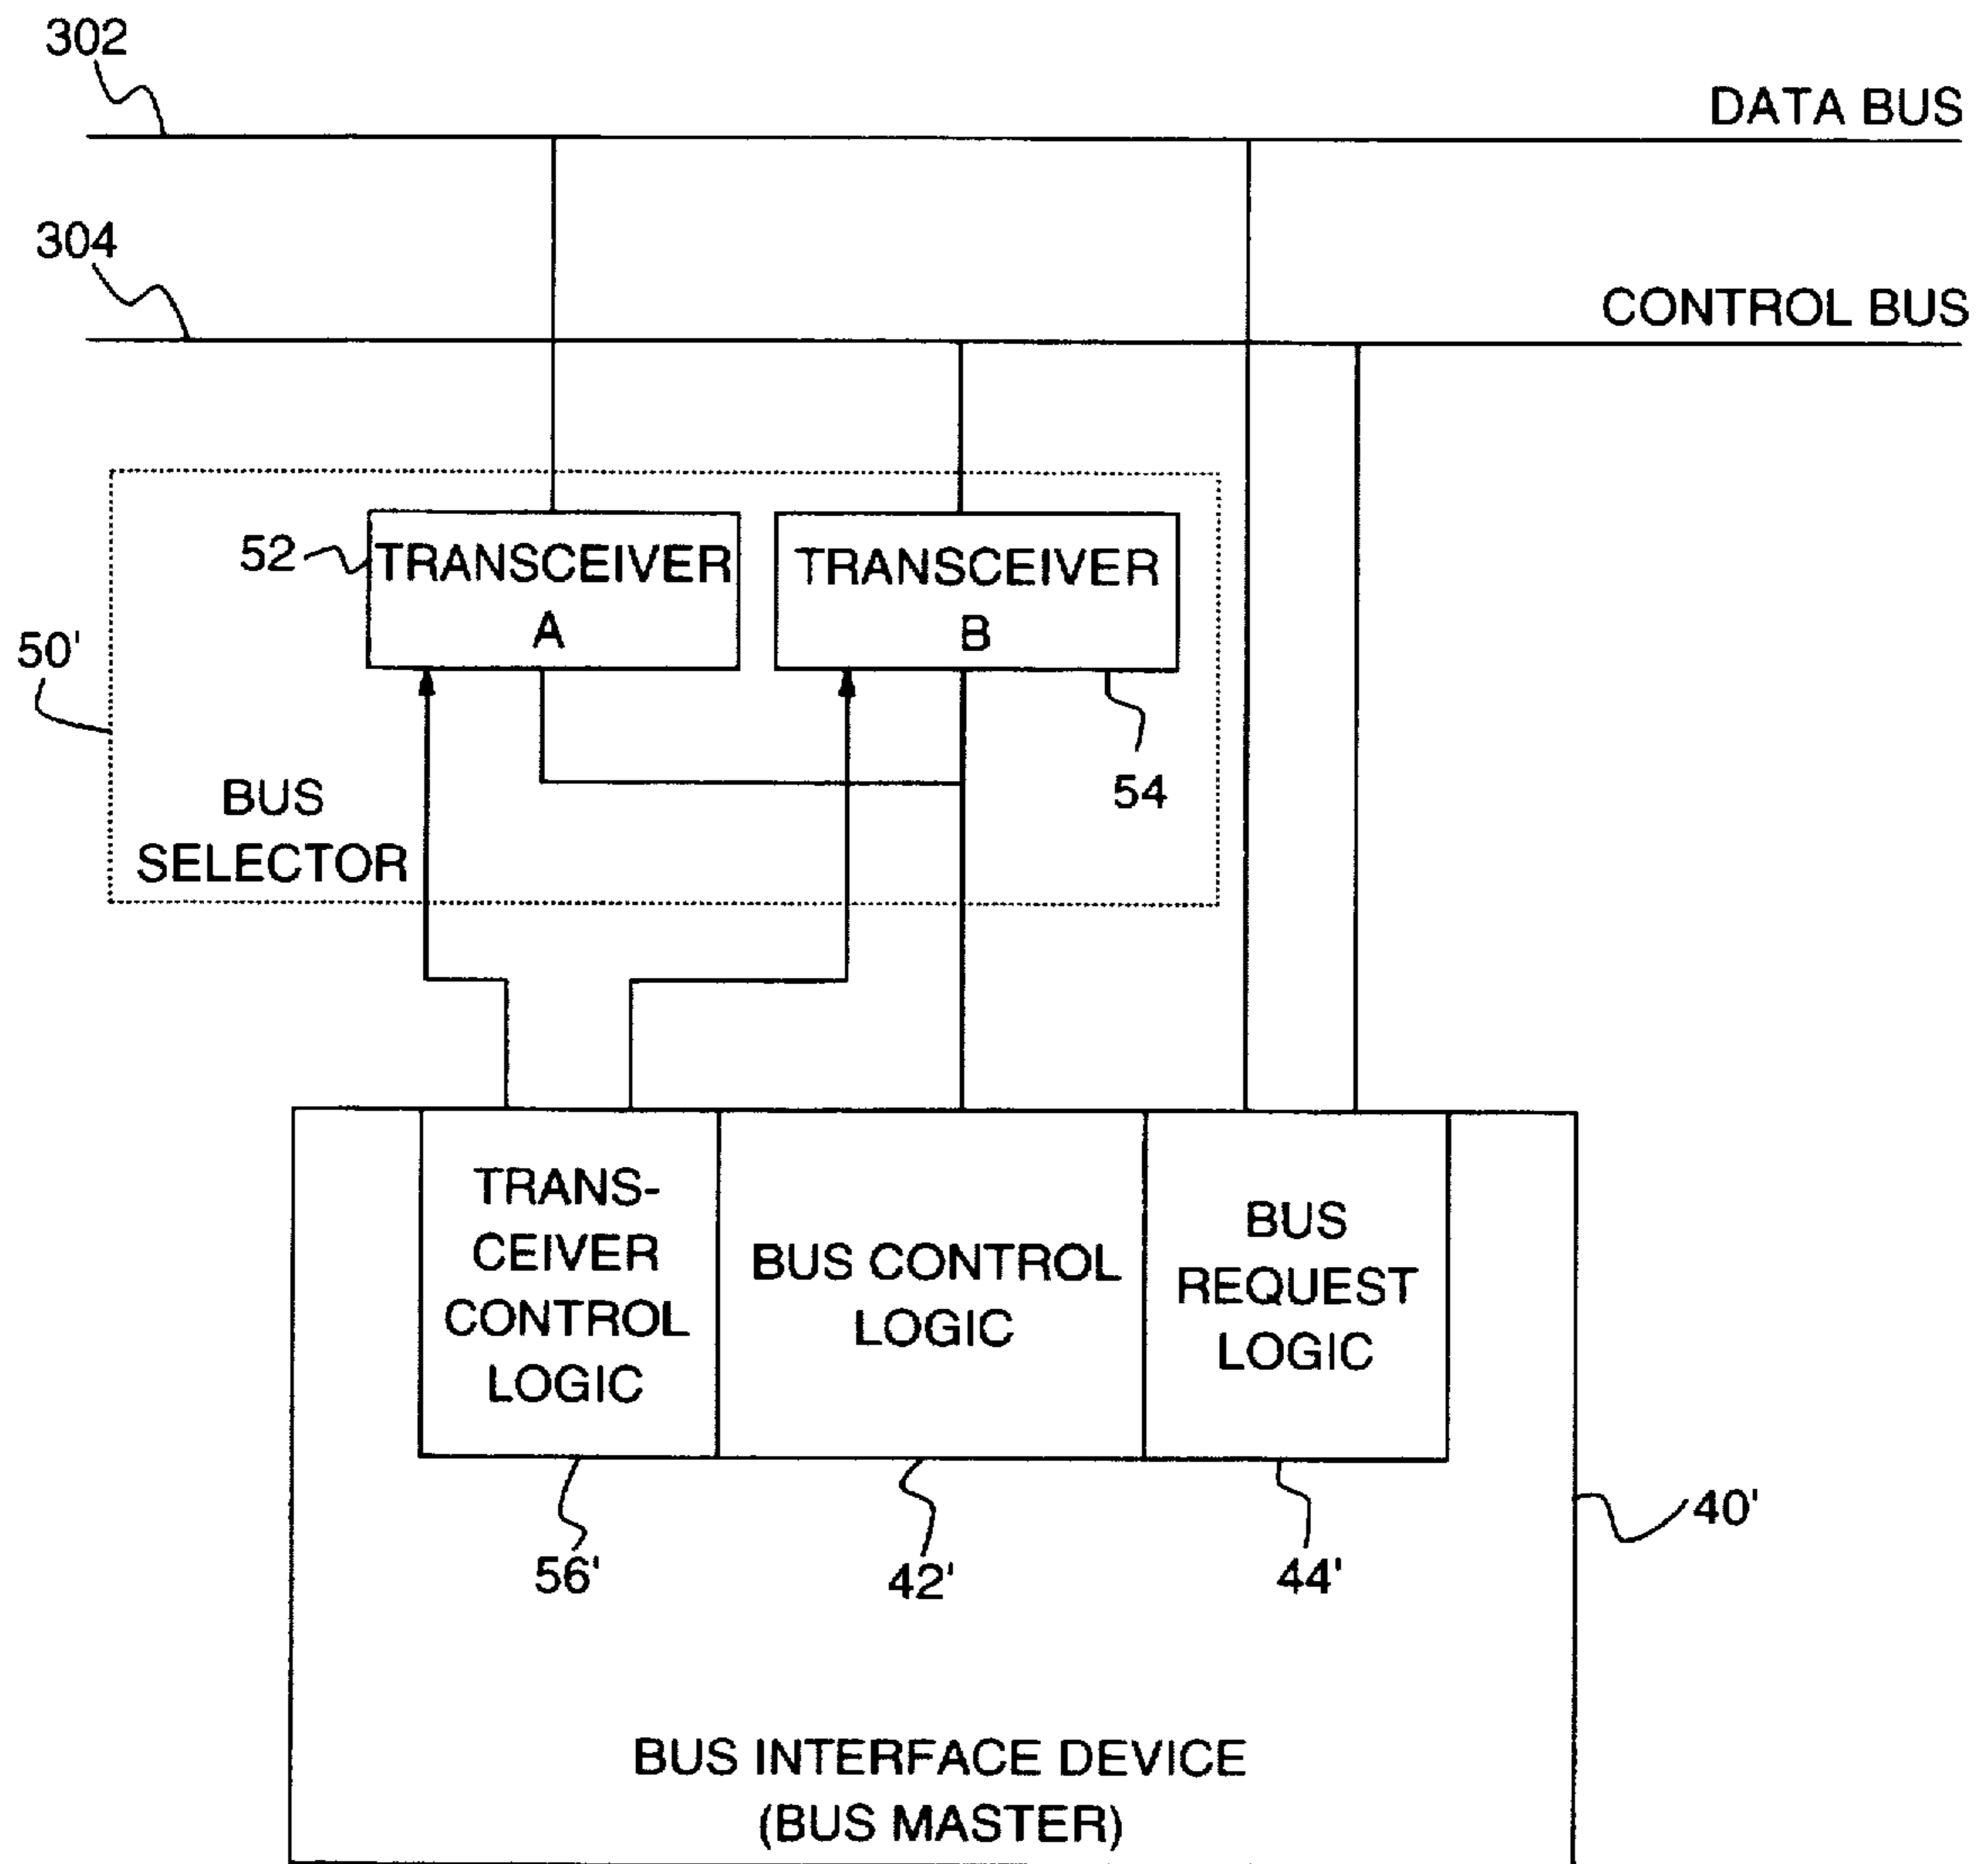 302
DATA BUS
304
CONTROL BUS
52
TRANSCEIVER
A
TRANSCEIVER
B
50'
54
BUS
SELECTOR
TRANS-
CEIVER
CONTROL
LOGIC
BUS CONTROL
LOGIC
BUS
REQUEST
LOGIC
40'
56'
42'
44'
BUS INTERFACE DEVICE
(BUS MASTER)